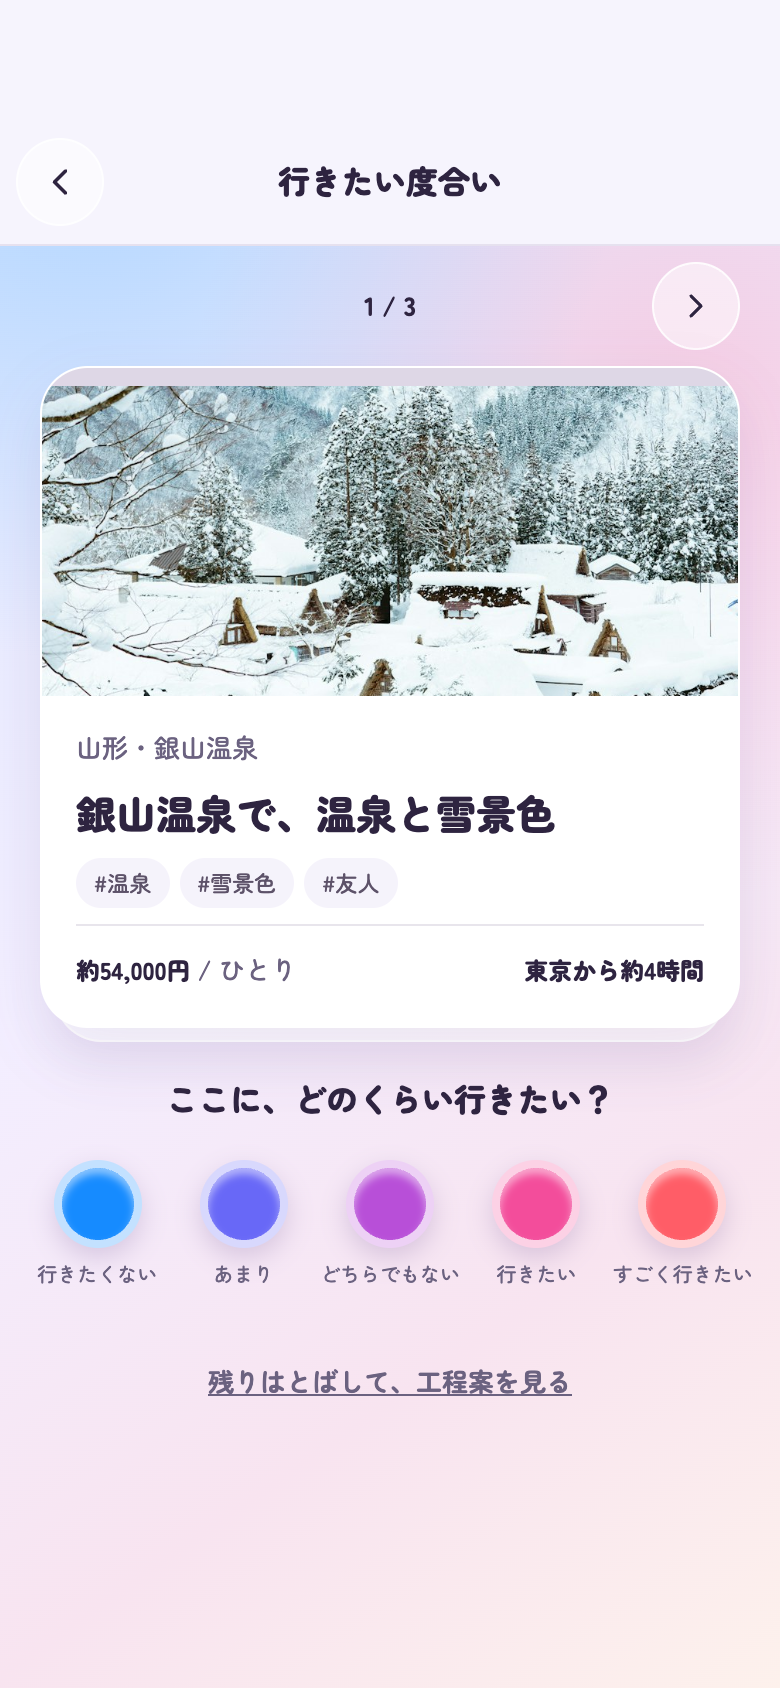 行きたい度合い
1 / 3
山形・銀山温泉
銀山温泉で、温泉と雪景色
#温泉 #雪景色 #友人
約54,000円 / ひとり 東京から約4時間
ここに、どのくらい行きたい？
行きたくない あまり どちらでもない 行きたい すごく行きたい
残りはとばして、工程案を見る